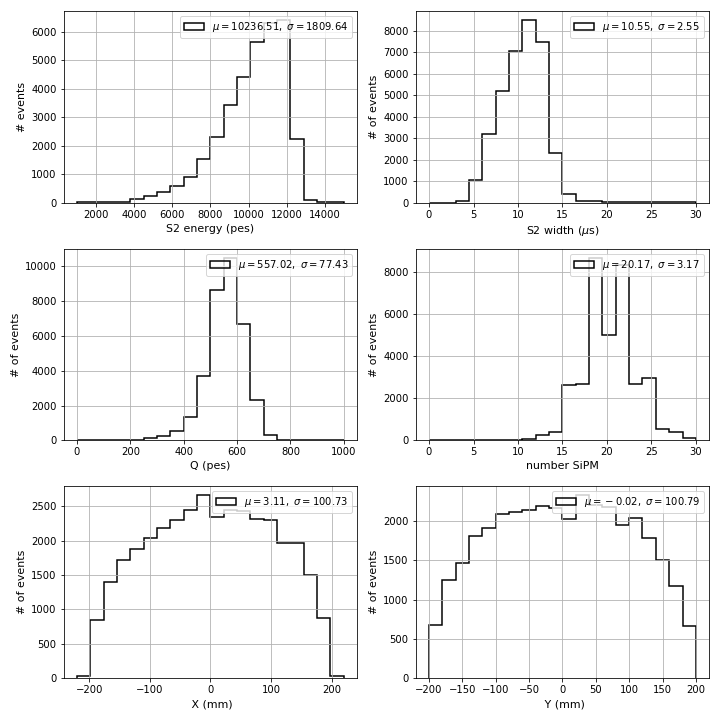 μ = 10236.51, σ = 1809.64
# events
6000
5000
4000
3000
2000
1000
0
2000 4000 6000 8000 10000 12000 14000
S2 energy (pes)
μ = 10.55, σ = 2.55
# of events
8000
7000
6000
5000
4000
3000
2000
1000
0
0 5 10 15 20 25 30
S2 width (μs)
μ = 557.02, σ = 77.43
# of events
10000
8000
6000
4000
2000
0
0 200 400 600 800 1000
Q (pes)
μ = 20.17, σ = 3.17
# of events
8000
6000
4000
2000
0
0 5 10 15 20 25 30
number SiPM
μ = 3.11, σ = 100.73
# of events
2500
2000
1500
1000
500
0
−200 −100 0 100 200
X (mm)
μ = −0.02, σ = 100.79
# of events
2000
1500
1000
500
0
−200 −150 −100 −50 0 50 100 150 200
Y (mm)